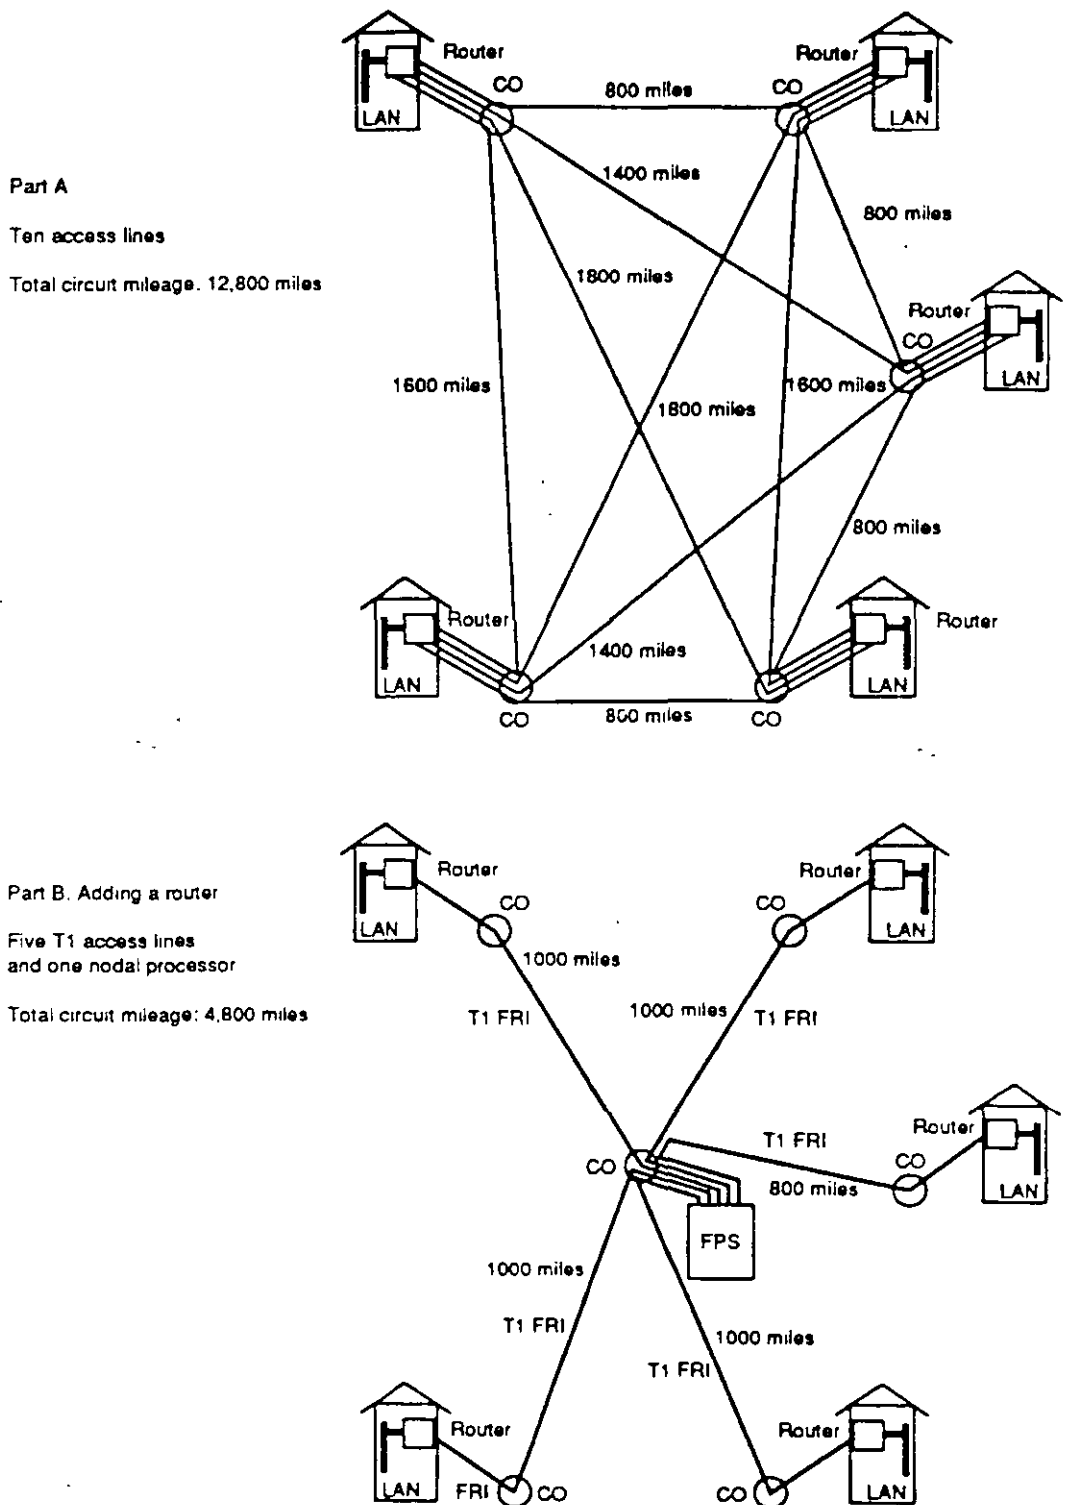 Router
CO
800 miles
CO
Router
LAN
LAN
Part A
Ten access lines
Total circuit mileage. 12,800 miles
1400 miles
800 miles
1800 miles
Router
CO
LAN
1600 miles
1800 miles
1600 miles
800 miles
Router
Router
1400 miles
LAN
LAN
CO
800 miles
CO
Part B. Adding a router
Five T1 access lines
and one nodal processor
Total circuit mileage: 4,800 miles
Router
CO
LAN
1000 miles
T1 FRI
Router
CO
LAN
1000 miles
T1 FRI
T1 FRI
Router
CO
LAN
800 miles
CO
FPS
1000 miles
T1 FRI
1000 miles
T1 FRI
Router
LAN
FRI
CO
Router
CO
LAN